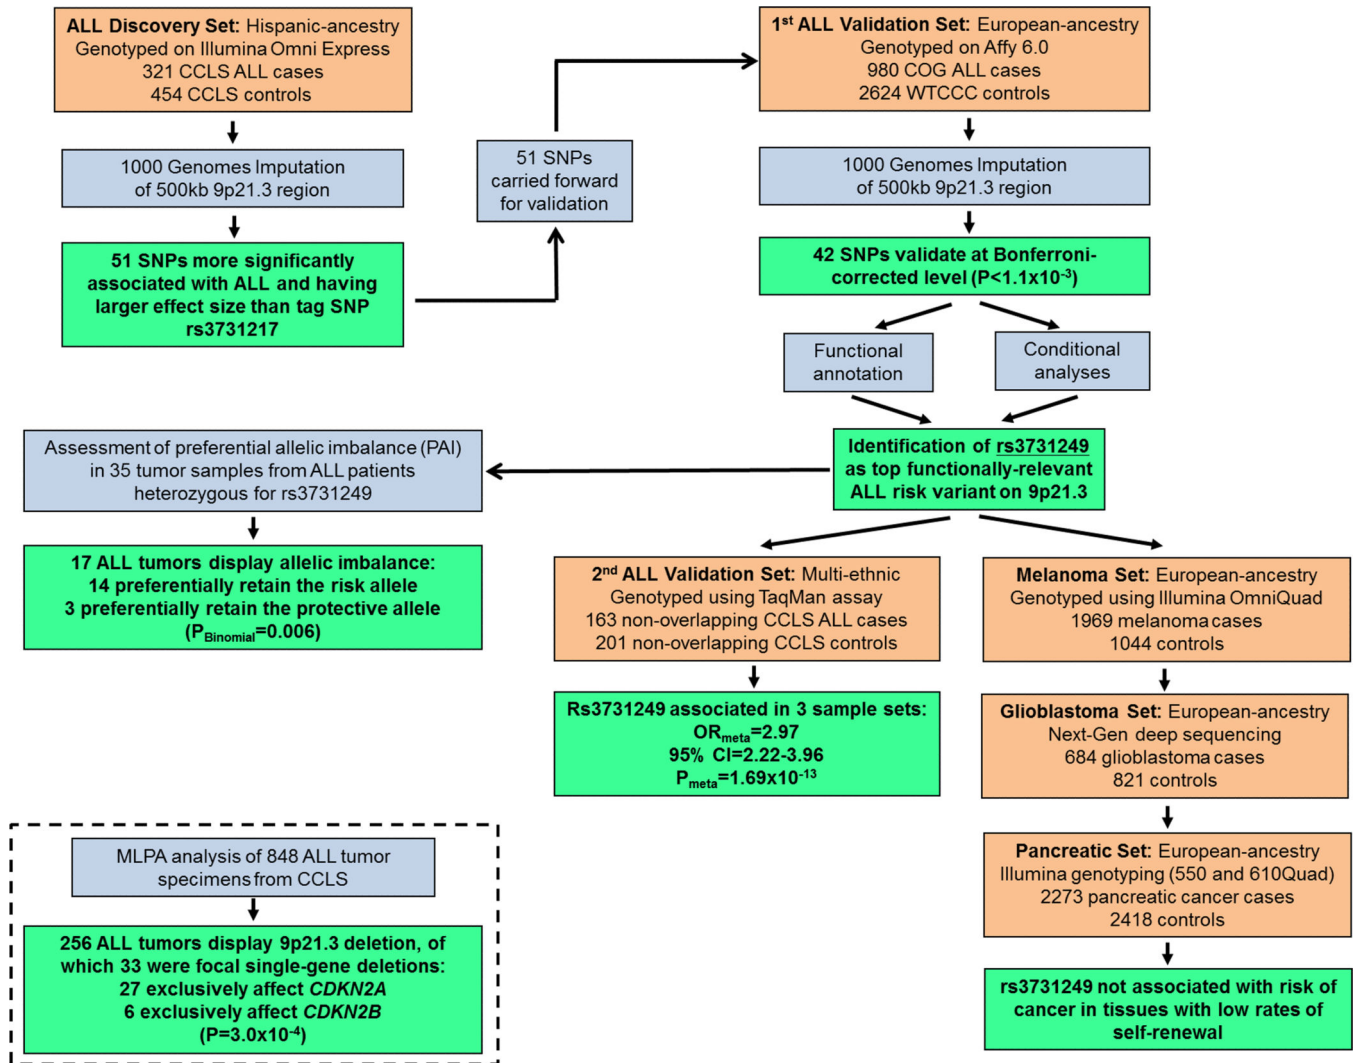 ALL Discovery Set: Hispanic-ancestry
Genotyped on Illumina Omni Express
321 CCLS ALL cases
454 CCLS controls
1000 Genomes Imputation
of 500kb 9p21.3 region
51 SNPs more significantly
associated with ALL and having
larger effect size than tag SNP
rs3731217
51 SNPs
carried forward
for validation
1st ALL Validation Set: European-ancestry
Genotyped on Affy 6.0
980 COG ALL cases
2624 WTCCC controls
1000 Genomes Imputation
of 500kb 9p21.3 region
42 SNPs validate at Bonferroni-
corrected level (P<1.1x10-3)
Functional
annotation
Conditional
analyses
Identification of rs3731249
as top functionally-relevant
ALL risk variant on 9p21.3
Assessment of preferential allelic imbalance (PAI)
in 35 tumor samples from ALL patients
heterozygous for rs3731249
17 ALL tumors display allelic imbalance:
14 preferentially retain the risk allele
3 preferentially retain the protective allele
(PBinomial=0.006)
2nd ALL Validation Set: Multi-ethnic
Genotyped using TaqMan assay
163 non-overlapping CCLS ALL cases
201 non-overlapping CCLS controls
Rs3731249 associated in 3 sample sets:
ORmeta=2.97
95% CI=2.22-3.96
Pmeta=1.69x10-13
Melanoma Set: European-ancestry
Genotyped using Illumina OmniQuad
1969 melanoma cases
1044 controls
Glioblastoma Set: European-ancestry
Next-Gen deep sequencing
684 glioblastoma cases
821 controls
Pancreatic Set: European-ancestry
Illumina genotyping (550 and 610Quad)
2273 pancreatic cancer cases
2418 controls
rs3731249 not associated with risk of
cancer in tissues with low rates of
self-renewal
MLPA analysis of 848 ALL tumor
specimens from CCLS
256 ALL tumors display 9p21.3 deletion, of
which 33 were focal single-gene deletions:
27 exclusively affect CDKN2A
6 exclusively affect CDKN2B
(P=3.0x10-4)